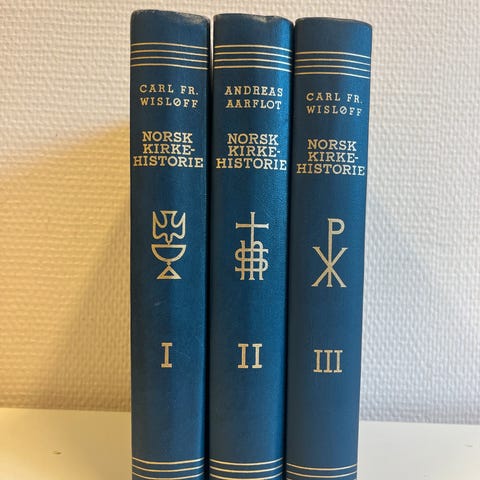 CARL FR.
WISLØFF
NORSK
KIRKE-
HISTORIE
I
ANDREAS
AARFLOT
NORSK
KIRKE-
HISTORIE
II
CARL FR.
WISLØFF
NORSK
KIRKE-
HISTORIE
III